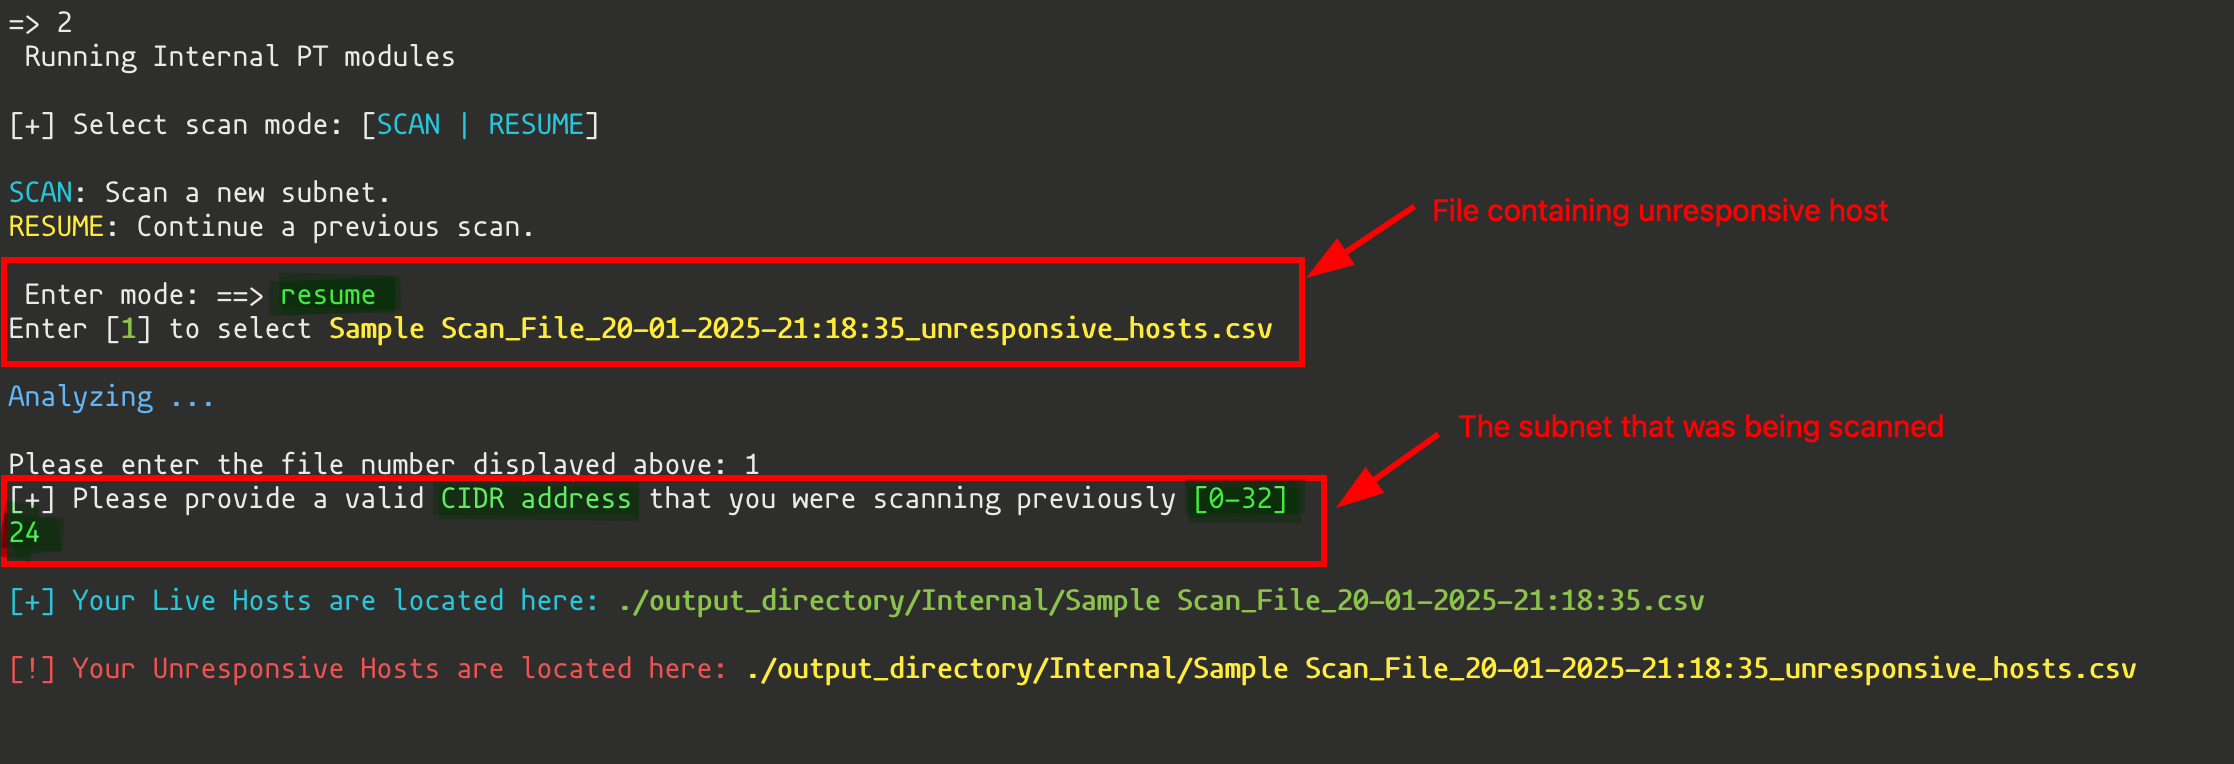 => 2
Running Internal PT modules
[+] Select scan mode: [SCAN | RESUME]
SCAN: Scan a new subnet.
RESUME: Continue a previous scan.
File containing unresponsive host
Enter mode: ==> resume
Enter [1] to select Sample Scan_File_20-01-2025-21:18:35_unresponsive_hosts.csv
Analyzing ...
The subnet that was being scanned
Please enter the file number displayed above: 1
[+] Please provide a valid CIDR address that you were scanning previously [0-32]
24
[+] Your Live Hosts are located here: ./output_directory/Internal/Sample Scan_File_20-01-2025-21:18:35.csv
[!] Your Unresponsive Hosts are located here: ./output_directory/Internal/Sample Scan_File_20-01-2025-21:18:35_unresponsive_hosts.csv